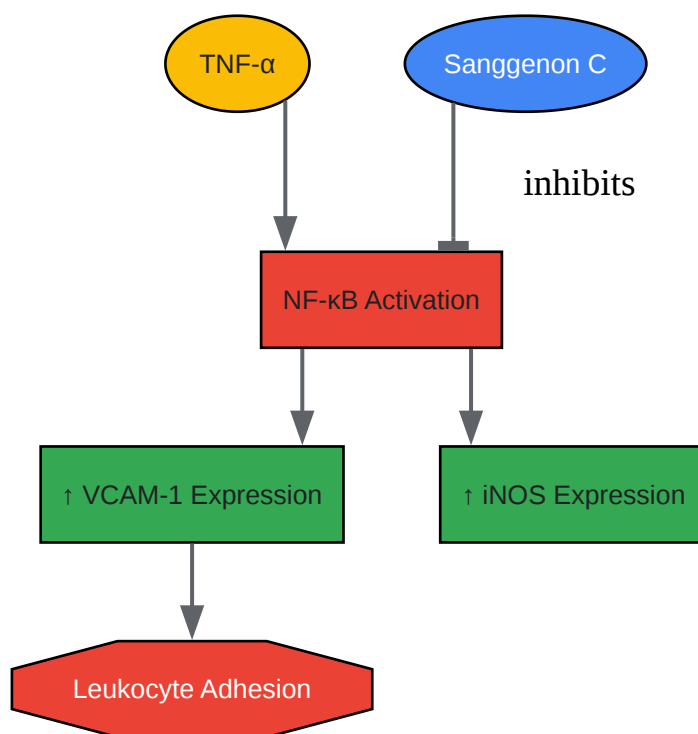 TNF-α
Sanggenon C
inhibits
NF-κB Activation
↑ VCAM-1 Expression
↑ iNOS Expression
Leukocyte Adhesion